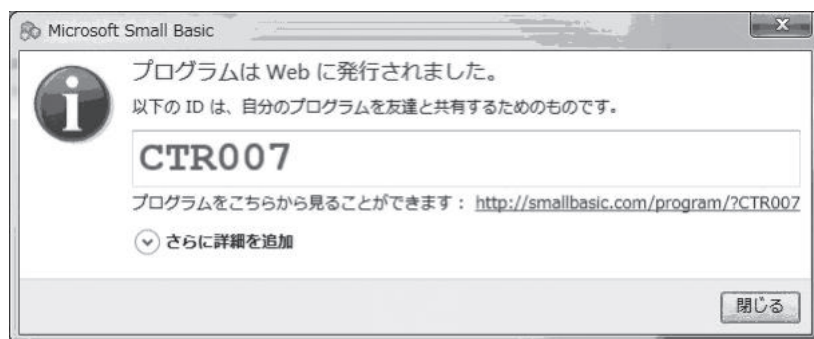 Microsoft Small Basic
プログラムは Web に発行されました。
以下の ID は、自分のプログラムを友達と共有するためのものです。
CTR007
プログラムをこちらから見ることができます： http://smallbasic.com/program/?CTR007
さらに詳細を追加
閉じる